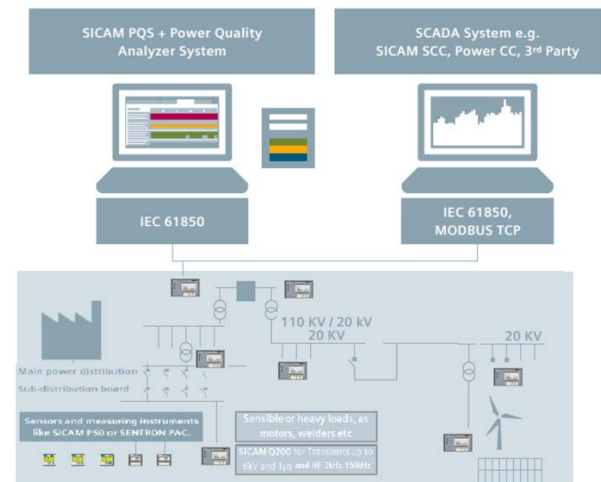 SICAM PQS + Power Quality
Analyzer System
SCADA System e.g.
SICAM SCC, Power CC, 3rd Party
IEC 61850
IEC 61850,
MODBUS TCP
110 KV / 20 kV
20 KV
20 KV
Main power distribution
Sub-distribution board
Sensors and measuring instruments
like SICAM P50 or SENTRON PAC.
Sensible or heavy loads, as
motors, welders etc
SICAM Q200 for Transients up to
6kV and 1µs and HF 2kHz-150kHz